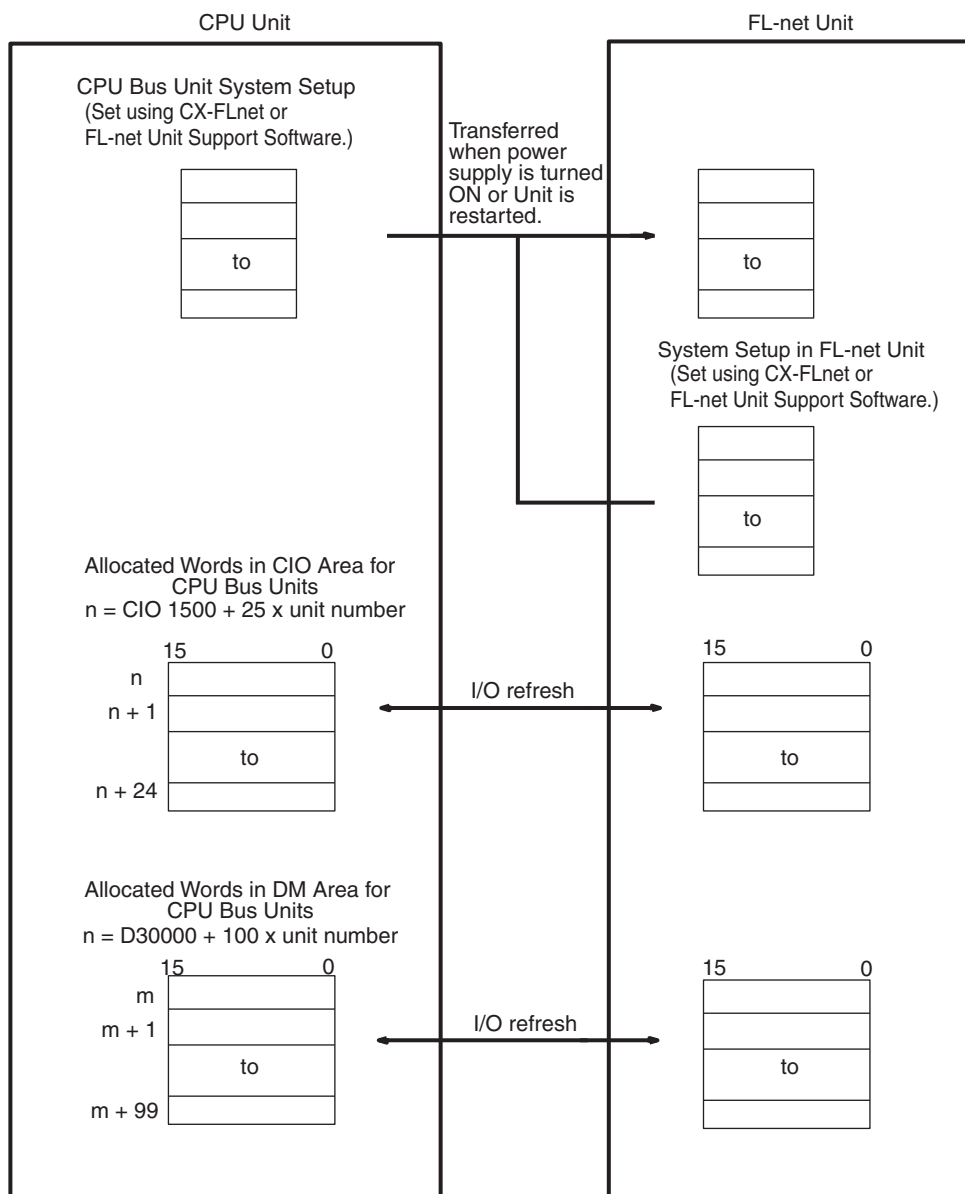 CPU Unit
FL-net Unit
CPU Bus Unit System Setup
(Set using CX-FLnet or
FL-net Unit Support Software.)
Transferred
when power
supply is turned
ON or Unit is
restarted.
to
to
System Setup in FL-net Unit
(Set using CX-FLnet or
FL-net Unit Support Software.)
to
Allocated Words in CIO Area for
CPU Bus Units
n = CIO 1500 + 25 x unit number
15 0
n
n + 1
to
n + 24
I/O refresh
15 0
to
Allocated Words in DM Area for
CPU Bus Units
n = D30000 + 100 x unit number
15 0
m
m + 1
to
m + 99
I/O refresh
15 0
to